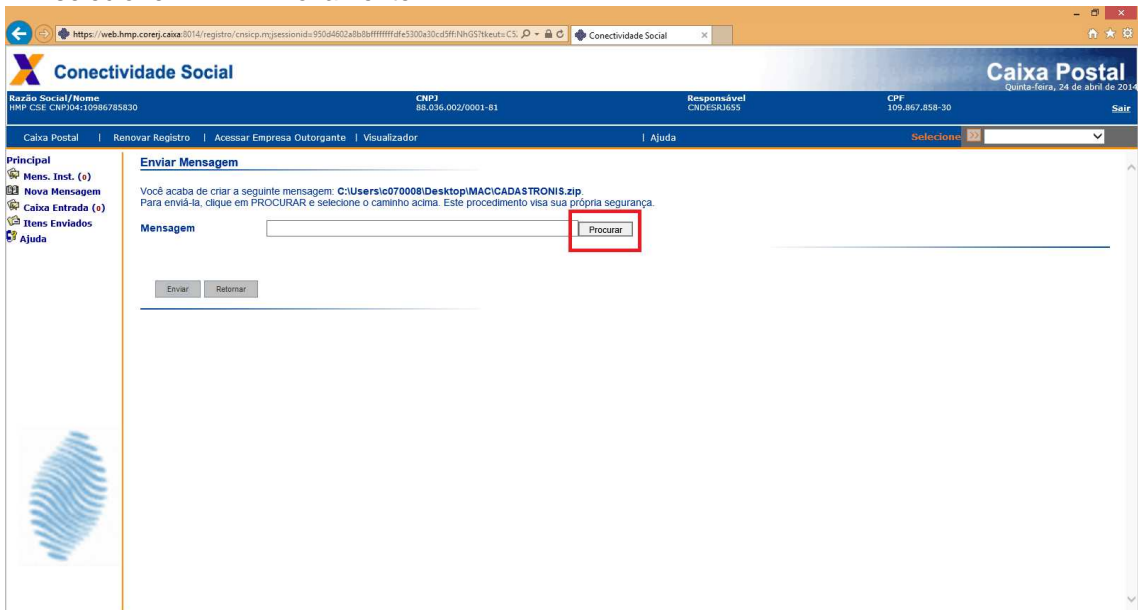 https://web.hmp.corerj.caixa:8014/registro/cnsicp.m;jsessionid=
Conectividade Social
Conectividade Social
Caixa Postal
Quinta-feira, 24 de abril de 2014
Razão Social/Nome CNPJ Responsável CPF
HMP CSE CNPJ04:10986785830 88.036.002/0001-81 CNDESRJ655 109.867.858-30 Sair
Caixa Postal | Renovar Registro | Acessar Empresa Outorgante | Visualizador | Ajuda Selecione
Principal
Mens. Inst. (0)
Nova Mensagem
Caixa Entrada (0)
Itens Enviados
Ajuda
Enviar Mensagem
Você acaba de criar a seguinte mensagem: C:\Users\c070008\Desktop\MAC\CADASTRONIS.zip.
Para enviá-la, clique em PROCURAR e selecione o caminho acima. Este procedimento visa sua própria segurança.
Mensagem Procurar
Enviar Retornar